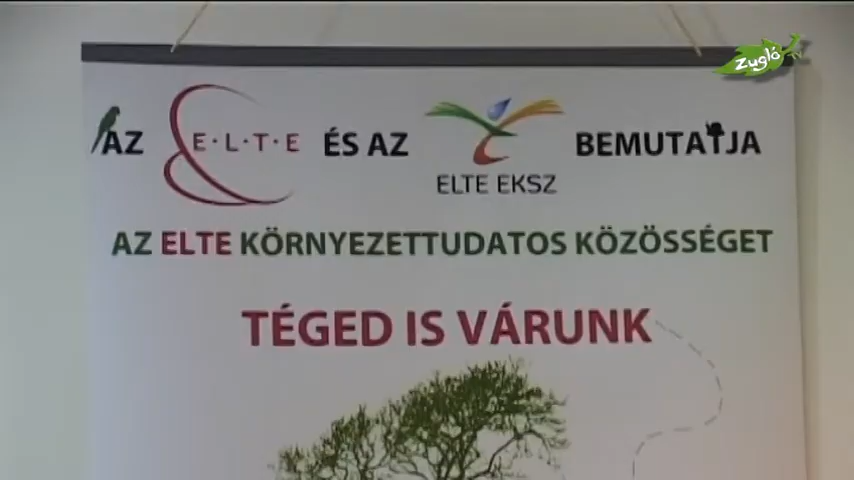 Zugló
AZ E·L·T·E ÉS AZ ELTE EKSZ BEMUTATJA
AZ ELTE KÖRNYEZETTUDATOS KÖZÖSSÉGET
TÉGED IS VÁRUNK